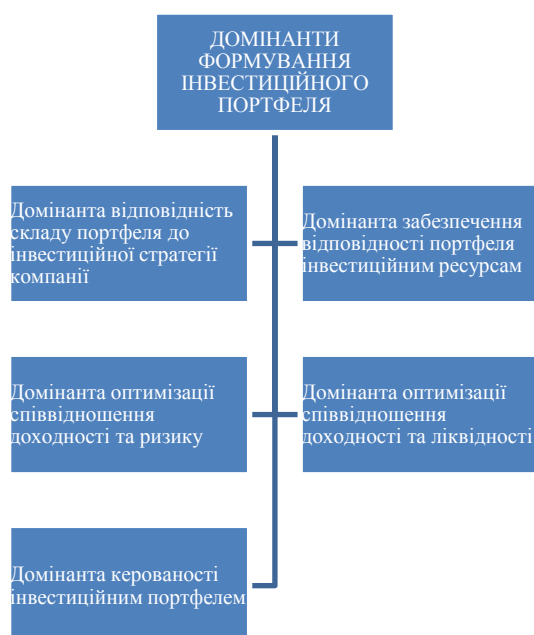 ДОМІНАНТИ
ФОРМУВАННЯ
ІНВЕСТИЦІЙНОГО
ПОРТФЕЛЯ
Домінанта відповідність
складу портфеля до
інвестиційної стратегії
компанії
Домінанта забезпечення
відповідності портфеля
інвестиційним ресурсам
Домінанта оптимізації
співвідношення
доходності та ризику
Домінанта оптимізації
співвідношення
доходності та ліквідності
Домінанта керованості
інвестиційним портфелем